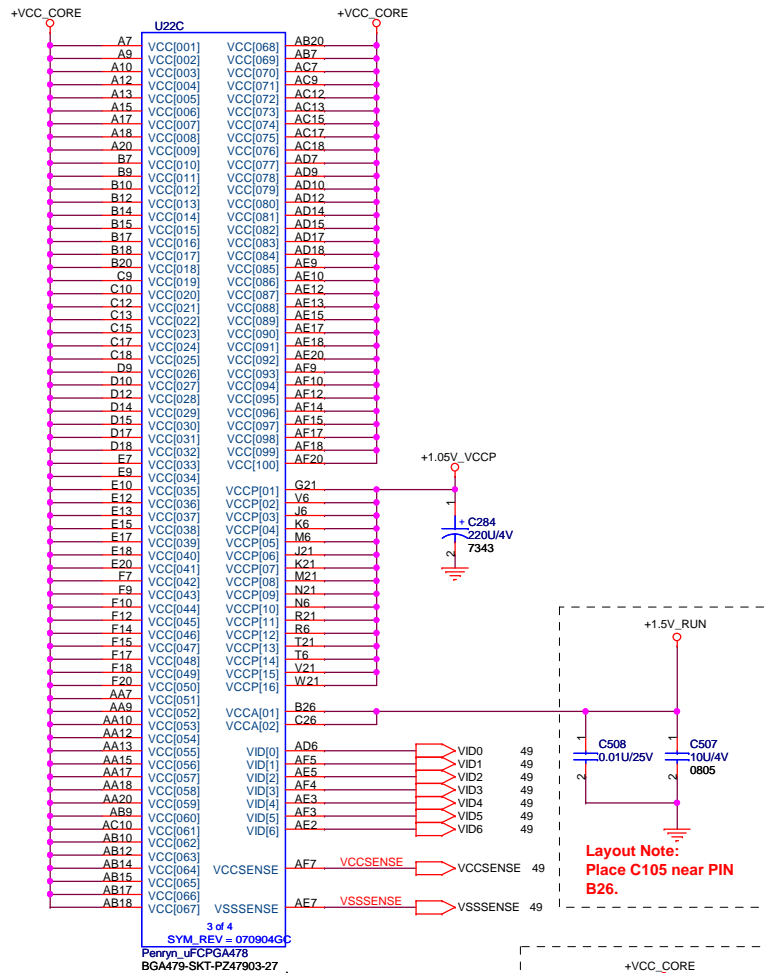 +VCC_CORE
+VCC_CORE
U22C
A7 VCC[001] VCC[068] AB20
A9 VCC[002] VCC[069] AB7
A10 VCC[003] VCC[070] AC7
A12 VCC[004] VCC[071] AC9
A13 VCC[005] VCC[072] AC12
A15 VCC[006] VCC[073] AC13
A17 VCC[007] VCC[074] AC15
A18 VCC[008] VCC[075] AC17
A20 VCC[009] VCC[076] AC18
B7 VCC[010] VCC[077] AD7
B9 VCC[011] VCC[078] AD9
B10 VCC[012] VCC[079] AD10
B12 VCC[013] VCC[080] AD12
B14 VCC[014] VCC[081] AD14
B15 VCC[015] VCC[082] AD15
B17 VCC[016] VCC[083] AD17
B18 VCC[017] VCC[084] AD18
B20 VCC[018] VCC[085] AE9
C9 VCC[019] VCC[086] AE10
C10 VCC[020] VCC[087] AE12
C12 VCC[021] VCC[088] AE13
C13 VCC[022] VCC[089] AE15
C15 VCC[023] VCC[090] AE17
C17 VCC[024] VCC[091] AE18
C18 VCC[025] VCC[092] AE20
D9 VCC[026] VCC[093] AF9
D10 VCC[027] VCC[094] AF10
D12 VCC[028] VCC[095] AF12
D14 VCC[029] VCC[096] AF14
D15 VCC[030] VCC[097] AF15
D17 VCC[031] VCC[098] AF17
D18 VCC[032] VCC[099] AF18
E7 VCC[033] VCC[100] AF20
E9 VCC[034]
E10 VCC[035] VCCP[01] G21
E12 VCC[036] VCCP[02] V6
E13 VCC[037] VCCP[03] J6
E15 VCC[038] VCCP[04] K6
E17 VCC[039] VCCP[05] M6
E18 VCC[040] VCCP[06] J21
E20 VCC[041] VCCP[07] K21
F7 VCC[042] VCCP[08] M21
F9 VCC[043] VCCP[09] N21
F10 VCC[044] VCCP[10] N6
F12 VCC[045] VCCP[11] R21
F14 VCC[046] VCCP[12] R6
F15 VCC[047] VCCP[13] T21
F17 VCC[048] VCCP[14] T6
F18 VCC[049] VCCP[15] V21
F20 VCC[050] VCCP[16] W21
AA7 VCC[051]
AA9 VCC[052] VCCA[01] B26
AA10 VCC[053] VCCA[02] C26
AA12 VCC[054]
AA13 VCC[055] VID[0] AD6 VID0 49
AA15 VCC[056] VID[1] AF5 VID1 49
AA17 VCC[057] VID[2] AE5 VID2 49
AA18 VCC[058] VID[3] AF4 VID3 49
AA20 VCC[059] VID[4] AE3 VID4 49
AB9 VCC[060] VID[5] AF3 VID5 49
AC10 VCC[061] VID[6] AE2 VID6 49
AB10 VCC[062]
AB12 VCC[063]
AB14 VCC[064] VCCSENSE AF7 VCCSENSE VCCSENSE 49
AB15 VCC[065]
AB17 VCC[066]
AB18 VCC[067] VSSSENSE AE7 VSSSENSE VSSSENSE 49
3 of 4
SYM_REV = 070904GC
Penryn_uFCPGA478
BGA479-SKT-PZ47903-27
+1.05V_VCCP
1
+ C284
220U/4V
7343
2
+1.5V_RUN
1
C508
0.01U/25V
2
1
C507
10U/4V
0805
2
Layout Note:
Place C105 near PIN
B26.
+VCC_CORE